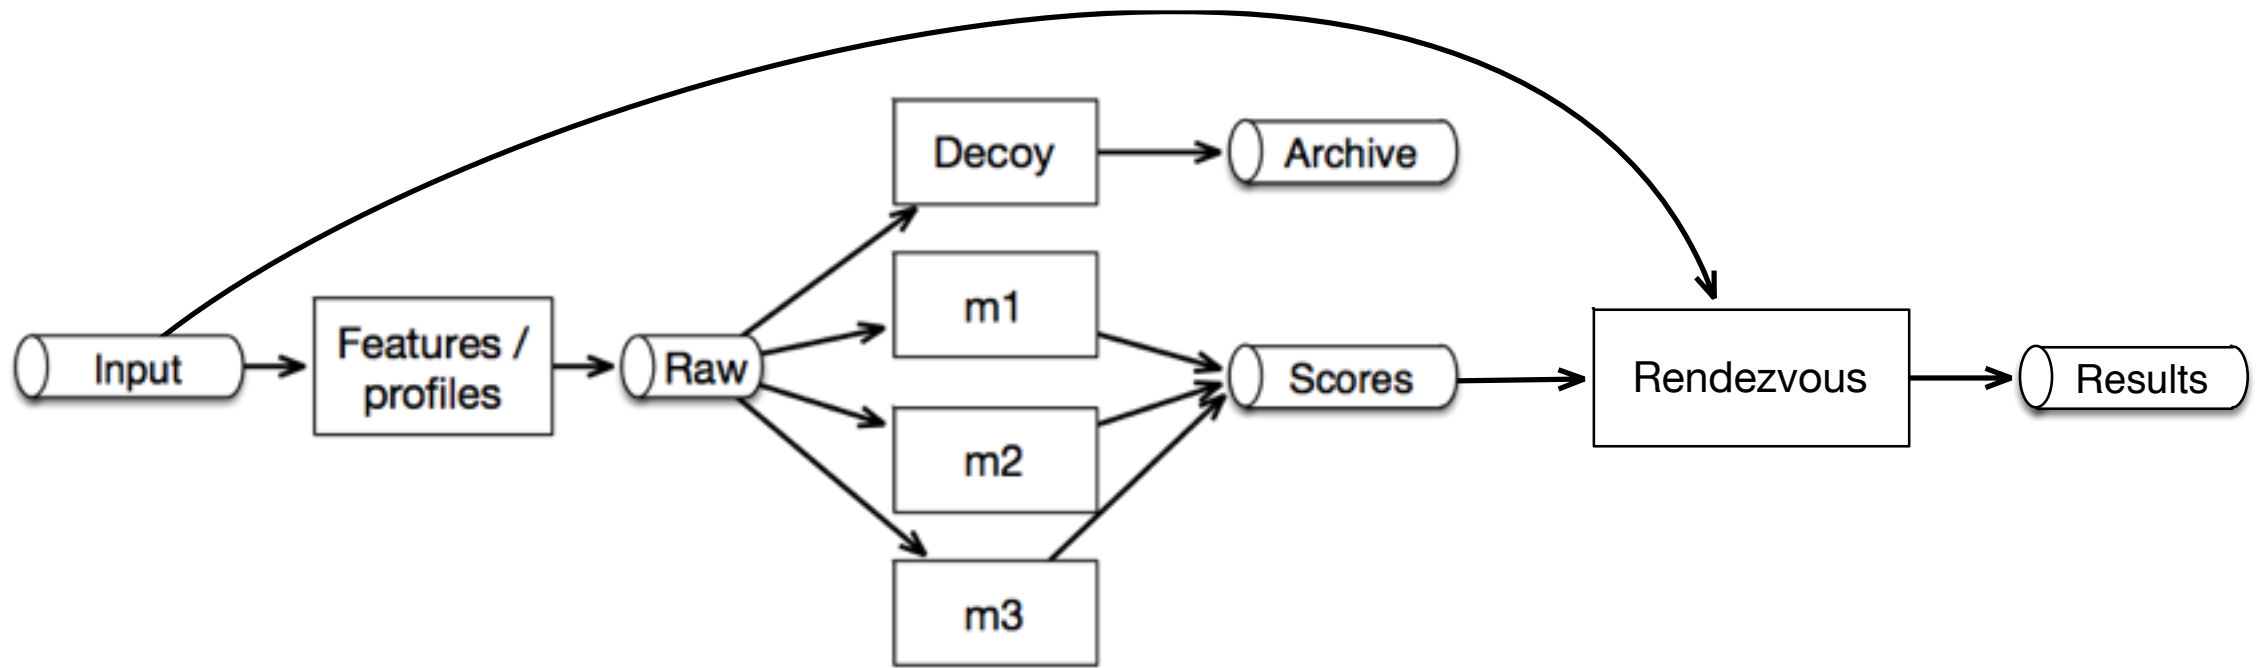 Decoy
Archive
m1
Input
Features /
profiles
Raw
Scores
Rendezvous
Results
m2
m3